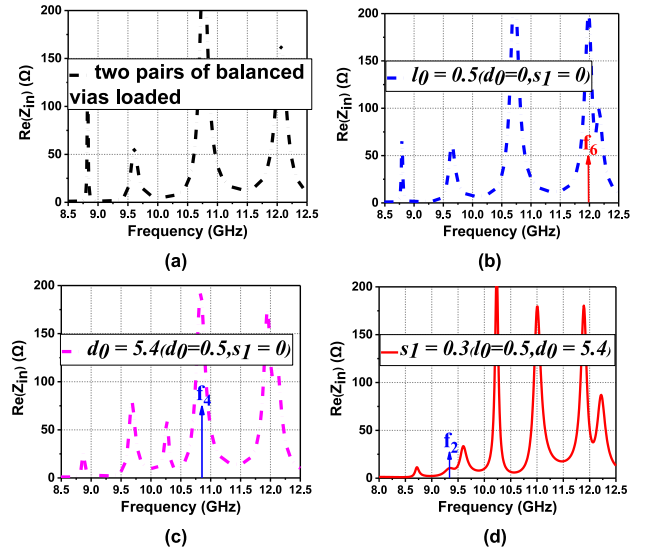 200
150
100
50
0
Re(Zin) (Ω)
two pairs of balanced
vias loaded
8.5 9.0 9.5 10.0 10.5 11.0 11.5 12.0 12.5
Frequency (GHz)
(a)
200
150
100
50
0
Re(Zin) (Ω)
l0 = 0.5(d0=0,s1 = 0)
f6
8.5 9.0 9.5 10.0 10.5 11.0 11.5 12.0 12.5
Frequency (GHz)
(b)
200
150
100
50
0
Re(Zin) (Ω)
d0 = 5.4(d0=0.5,s1 = 0)
f4
8.5 9.0 9.5 10.0 10.5 11.0 11.5 12.0 12.5
Frequency (GHz)
(c)
200
150
100
50
0
Re(Zin) (Ω)
s1 = 0.3(l0=0.5,d0 = 5.4)
f2
8.0 8.5 9.0 9.5 10.0 10.5 11.0 11.5 12.0 12.5
Frequency (GHz)
(d)